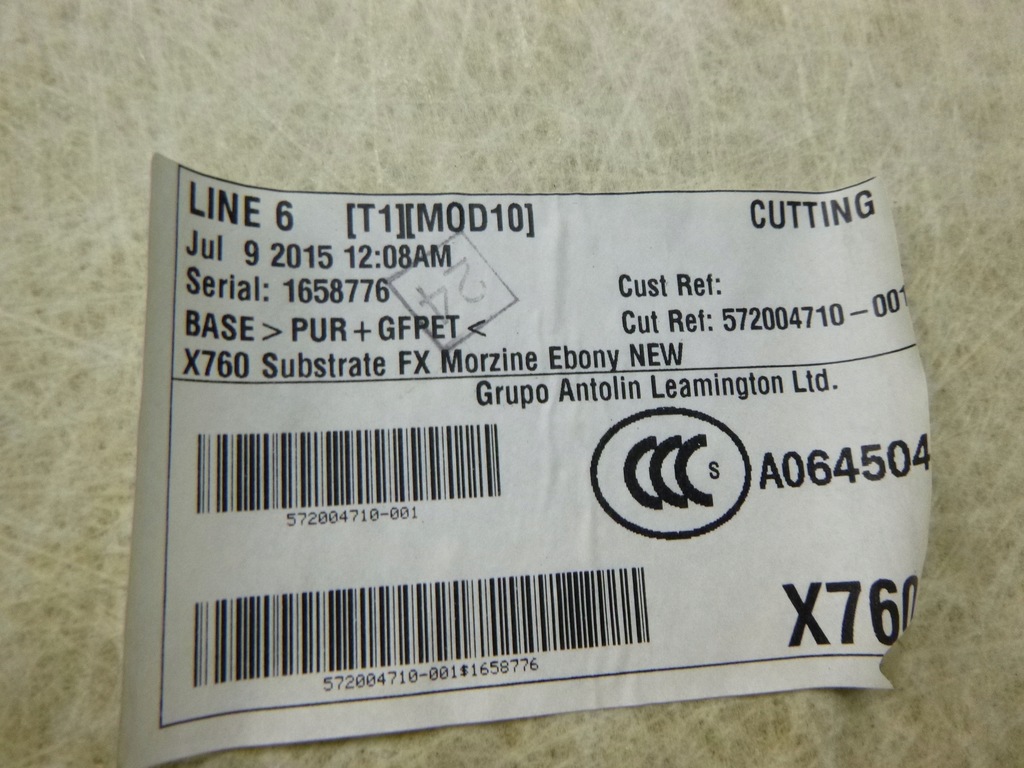 LINE 6 [T1][MOD10] CUTTING
Jul 9 2015 12:08AM
24
Serial: 1658776 Cust Ref:
BASE > PUR + GFPET < Cut Ref: 572004710-001
X760 Substrate FX Morzine Ebony NEW
Grupo Antolin Leamington Ltd.
CCC S A064504
572004710-001
X760
572004710-001$1658776